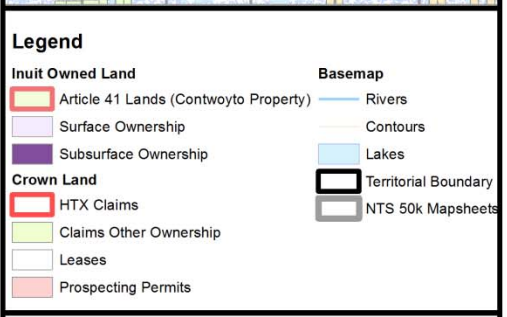 Legend
Inuit Owned Land
Article 41 Lands (Contwoyto Property)
Surface Ownership
Subsurface Ownership
Crown Land
HTX Claims
Claims Other Ownership
Leases
Prospecting Permits
Basemap
Rivers
Contours
Lakes
Territorial Boundary
NTS 50k Mapsheets